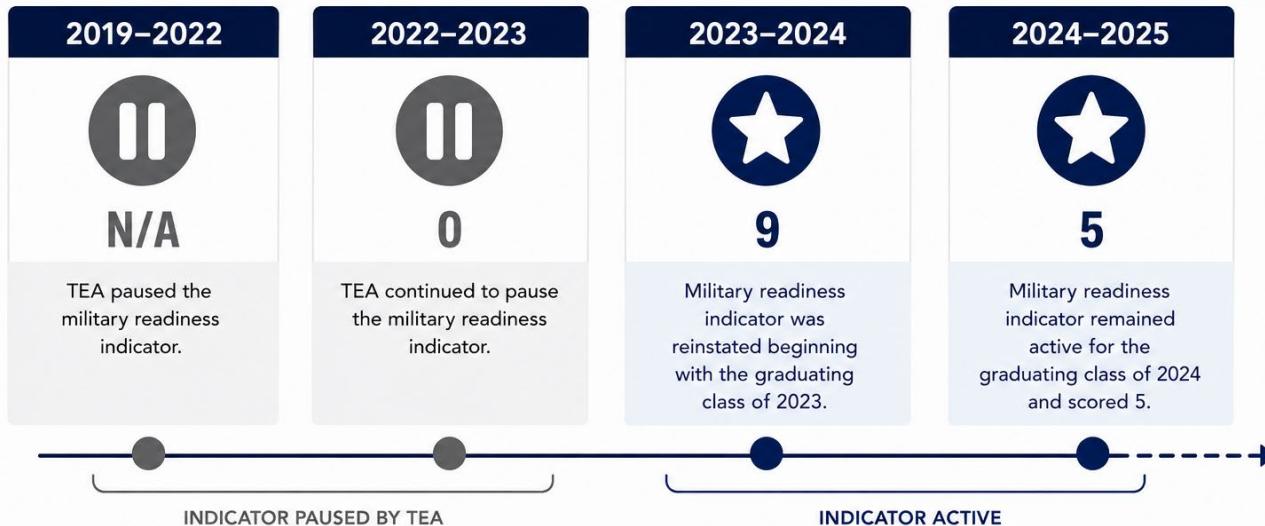 2019–2022
N/A
TEA paused the
military readiness
indicator.
2022–2023
0
TEA continued to pause
the military readiness
indicator.
2023–2024
9
Military readiness
indicator was
reinstated beginning
with the graduating
class of 2023.
2024–2025
5
Military readiness
indicator remained
active for the
graduating class of 2024
and scored 5.
INDICATOR PAUSED BY TEA
INDICATOR ACTIVE